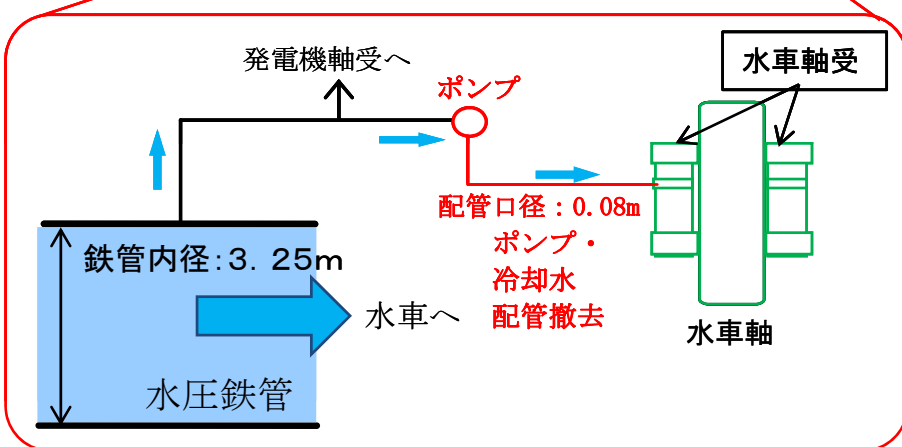 発電機軸受へ
ポンプ
水車軸受
配管口径：0.08m
ポンプ・
冷却水
配管撤去
鉄管内径：3．25m
水車へ
水圧鉄管
水車軸